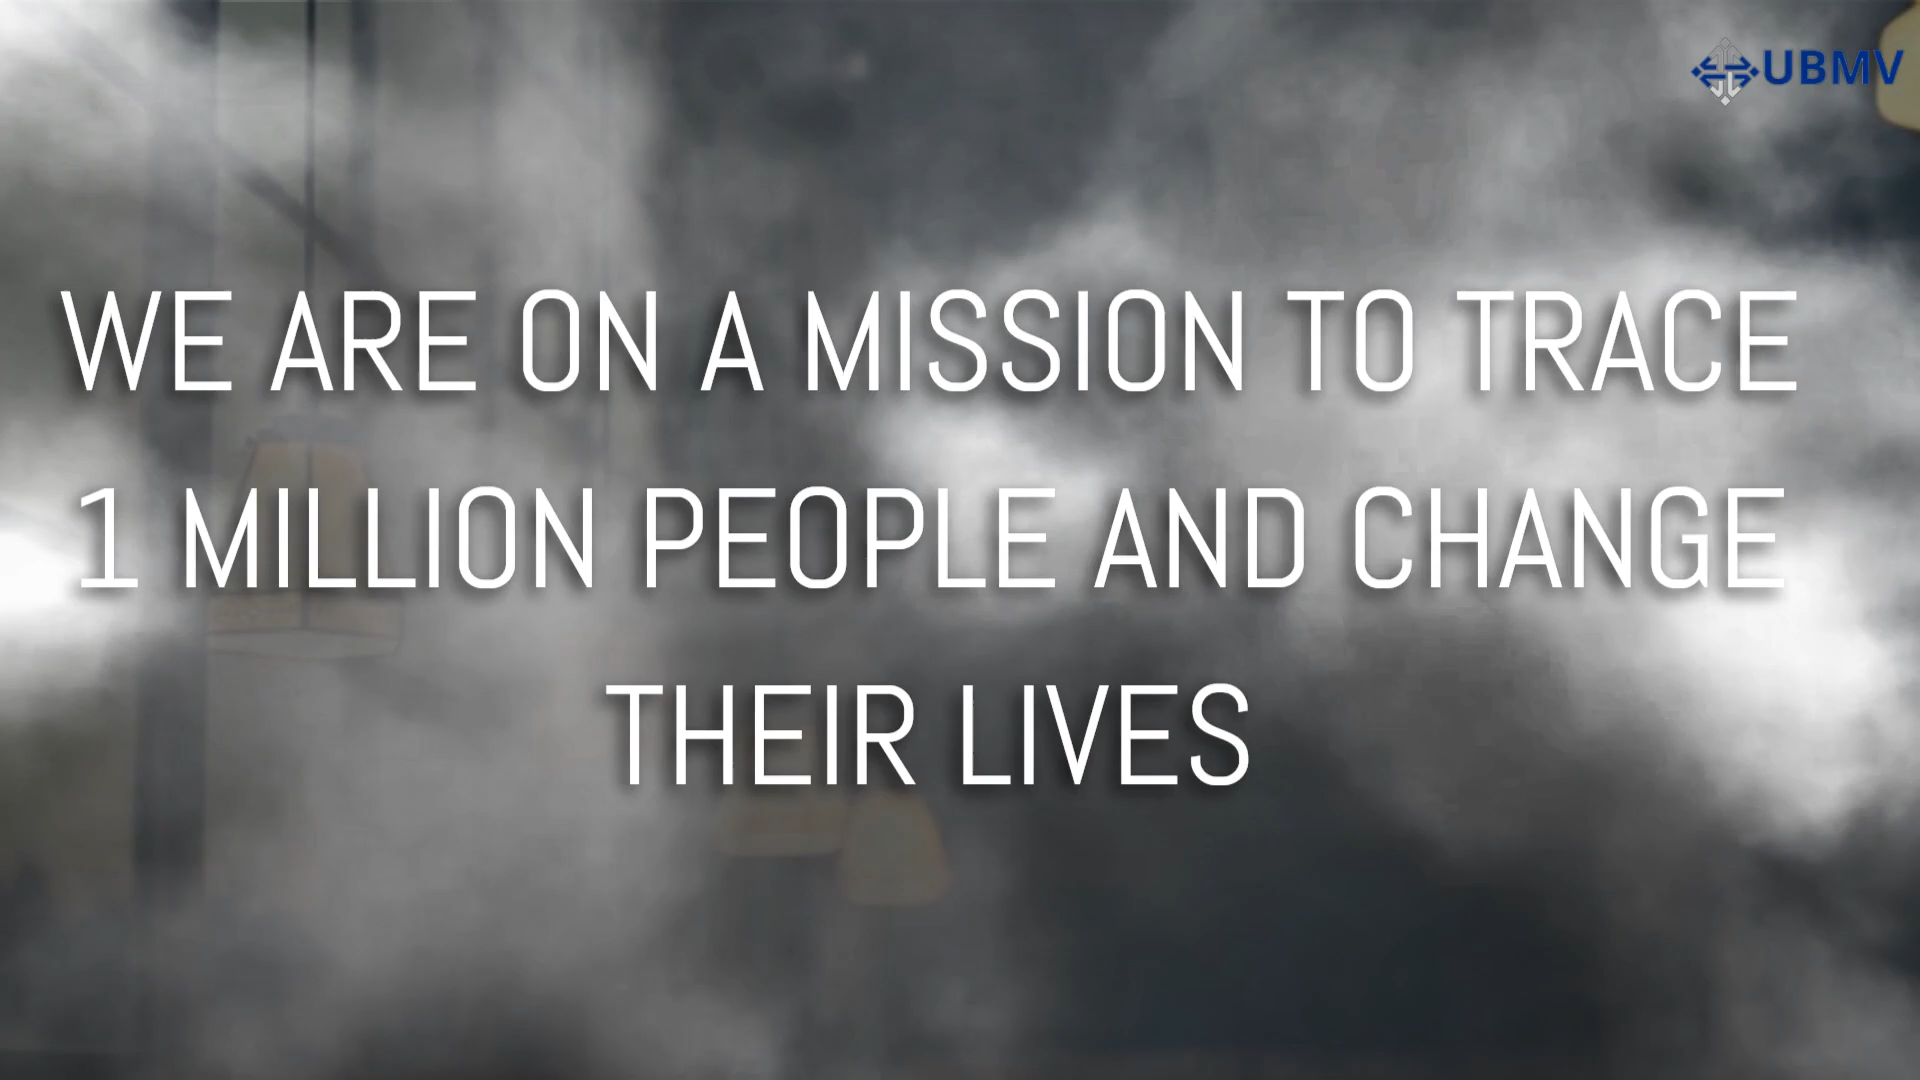 UBMV
WE ARE ON A MISSION TO TRACE
1 MILLION PEOPLE AND CHANGE
THEIR LIVES